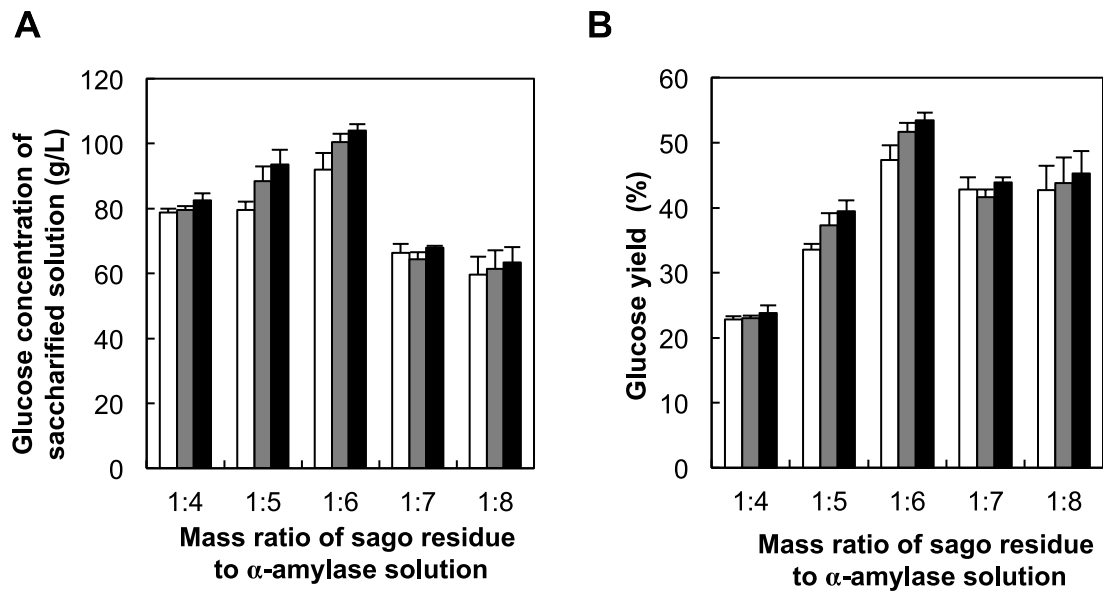 A
Glucose concentration of
saccharified solution (g/L)
120
100
80
60
40
20
0
1:4 1:5 1:6 1:7 1:8
Mass ratio of sago residue
to α-amylase solution
B
Glucose yield (%)
60
50
40
30
20
10
0
1:4 1:5 1:6 1:7 1:8
Mass ratio of sago residue
to α-amylase solution